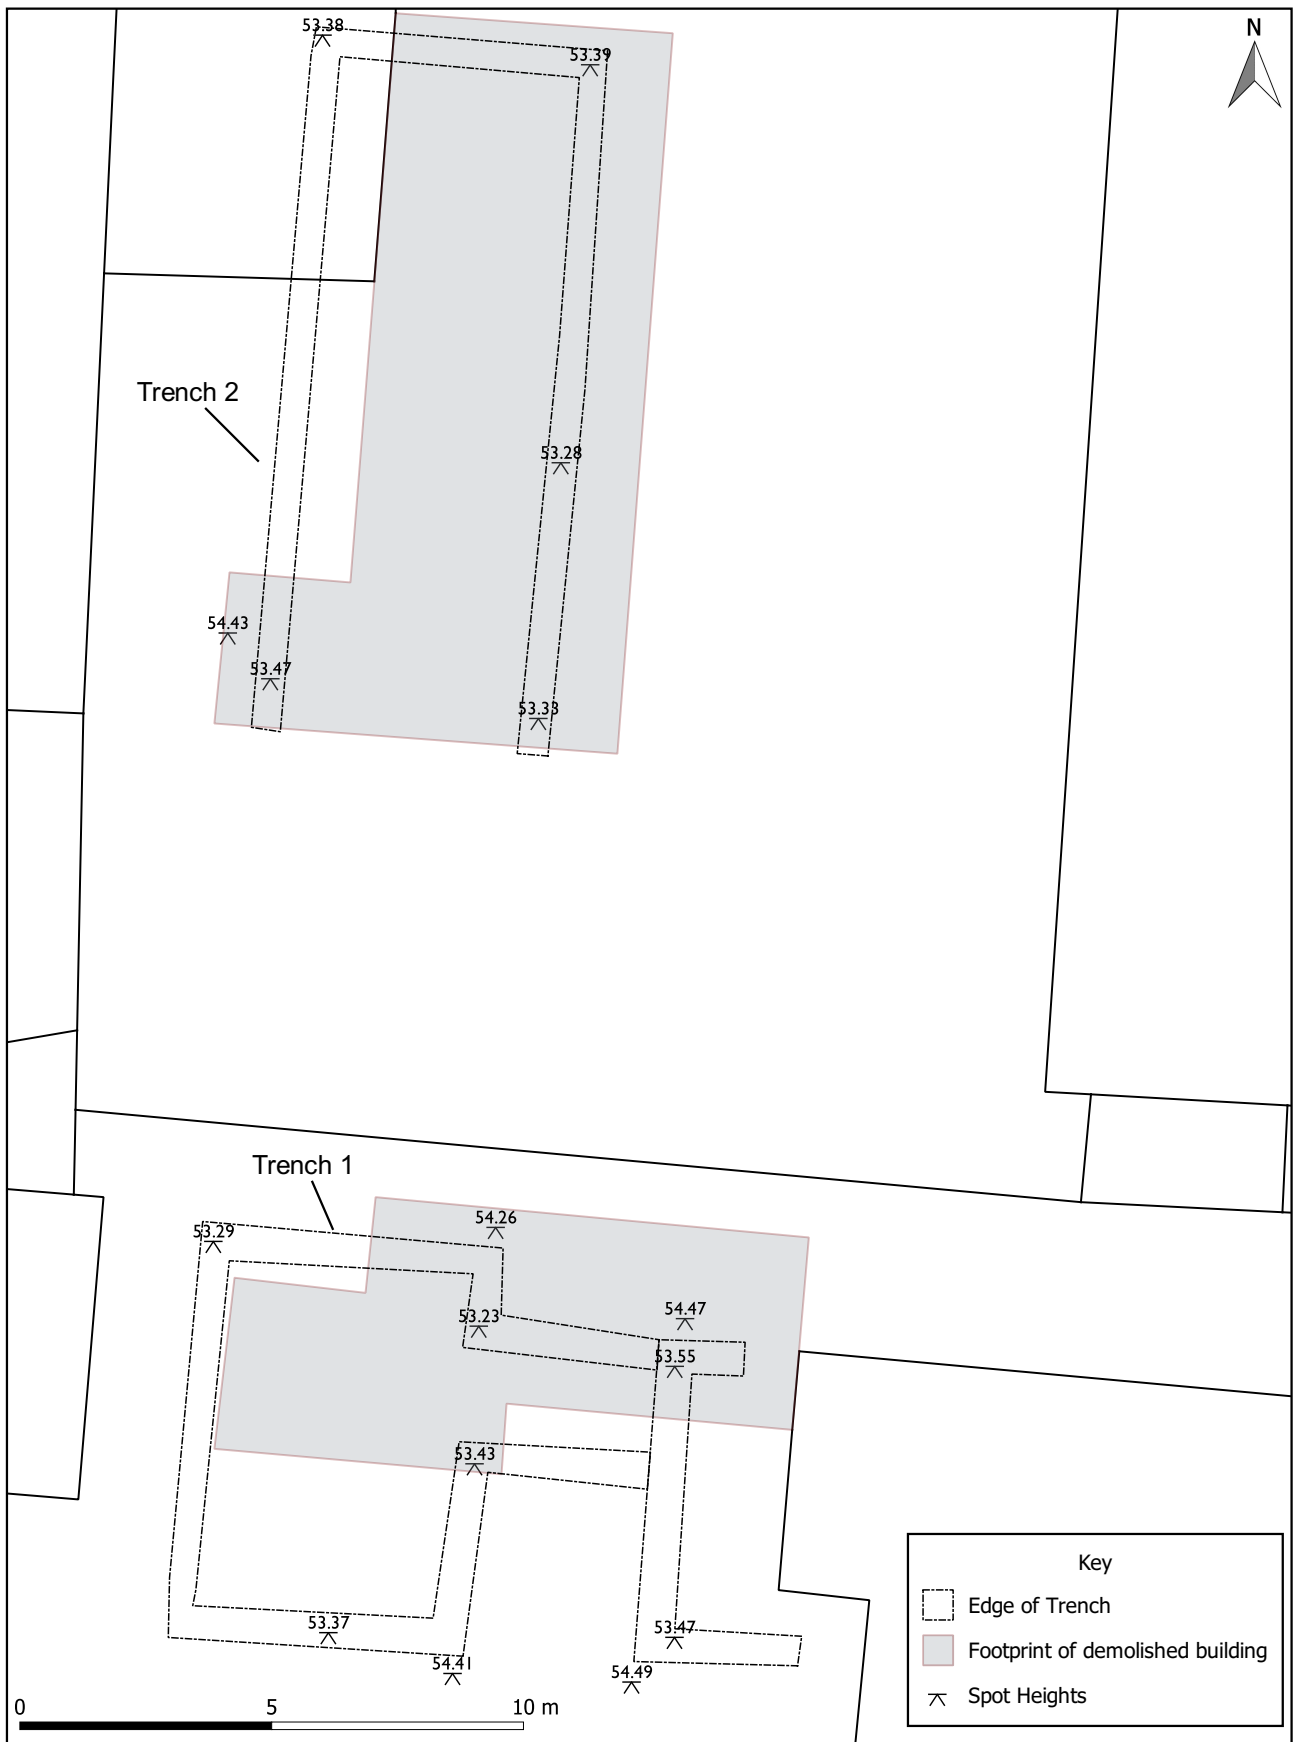 53.38
N
53.39
Trench 2
53.28
54.43
53.47
53.33
Trench 1
54.26
53.29
54.47
53.23
53.55
53.43
Key
Edge of Trench
53.37
53.47
Footprint of demolished building
54.41
54.49
Spot Heights
0 5 10 m